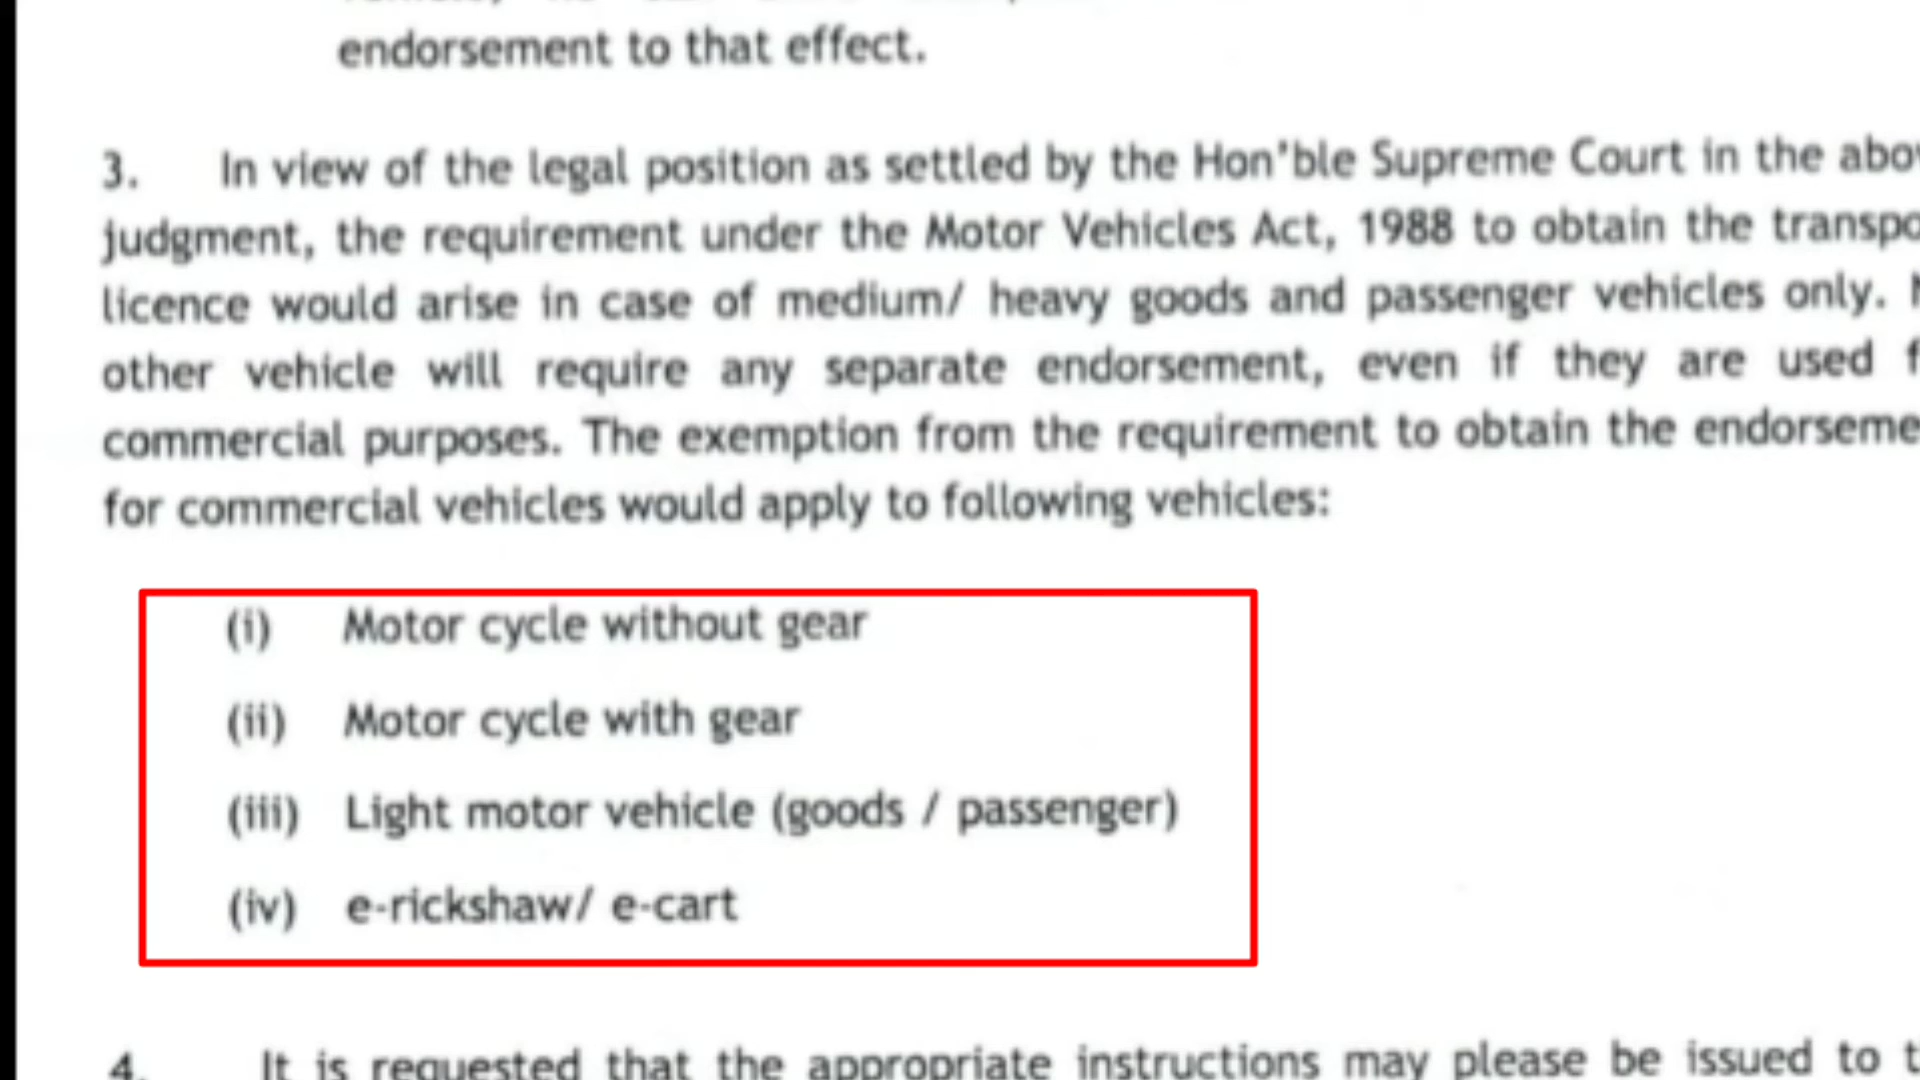 endorsement to that effect.
3. In view of the legal position as settled by the Hon'ble Supreme Court in the
judgment, the requirement under the Motor Vehicles Act, 1988 to obtain the
licence would arise in case of medium/ heavy goods and passenger vehicles only.
other vehicle will require any separate endorsement, even if they are used
commercial purposes. The exemption from the requirement to obtain the
for commercial vehicles would apply to following vehicles:
(i) Motor cycle without gear
(ii) Motor cycle with gear
(iii) Light motor vehicle (goods / passenger)
(iv) e-rickshaw/ e-cart
4. It is requested that the appropriate instructions may please be issued to